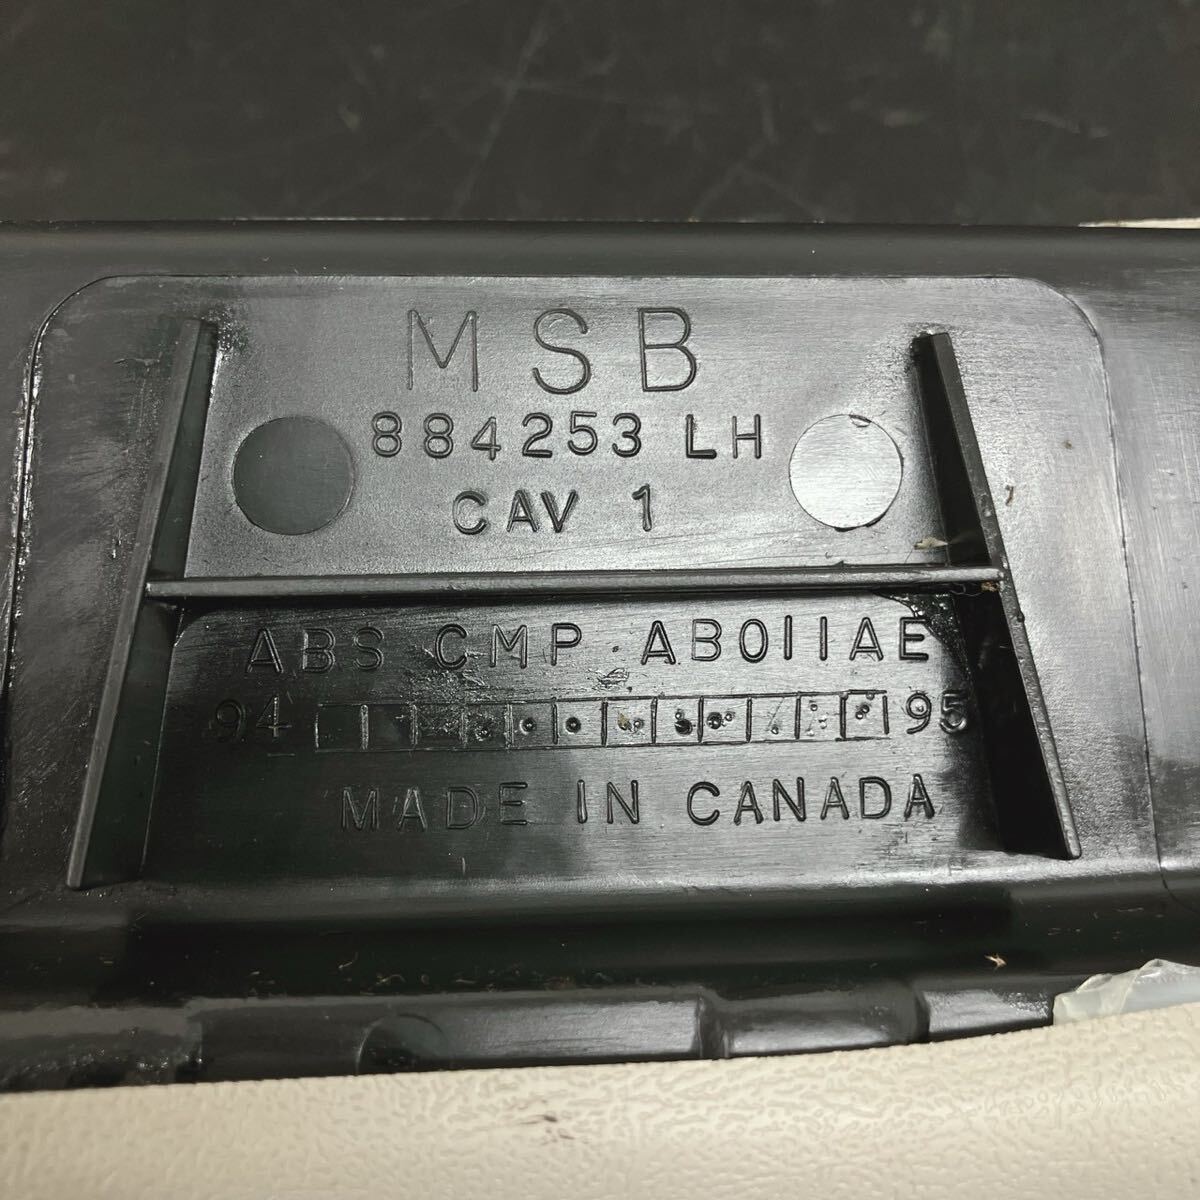 MSB
884253 LH
CAV 1
ABS CMP AB011AE
94 95
MADE IN CANADA